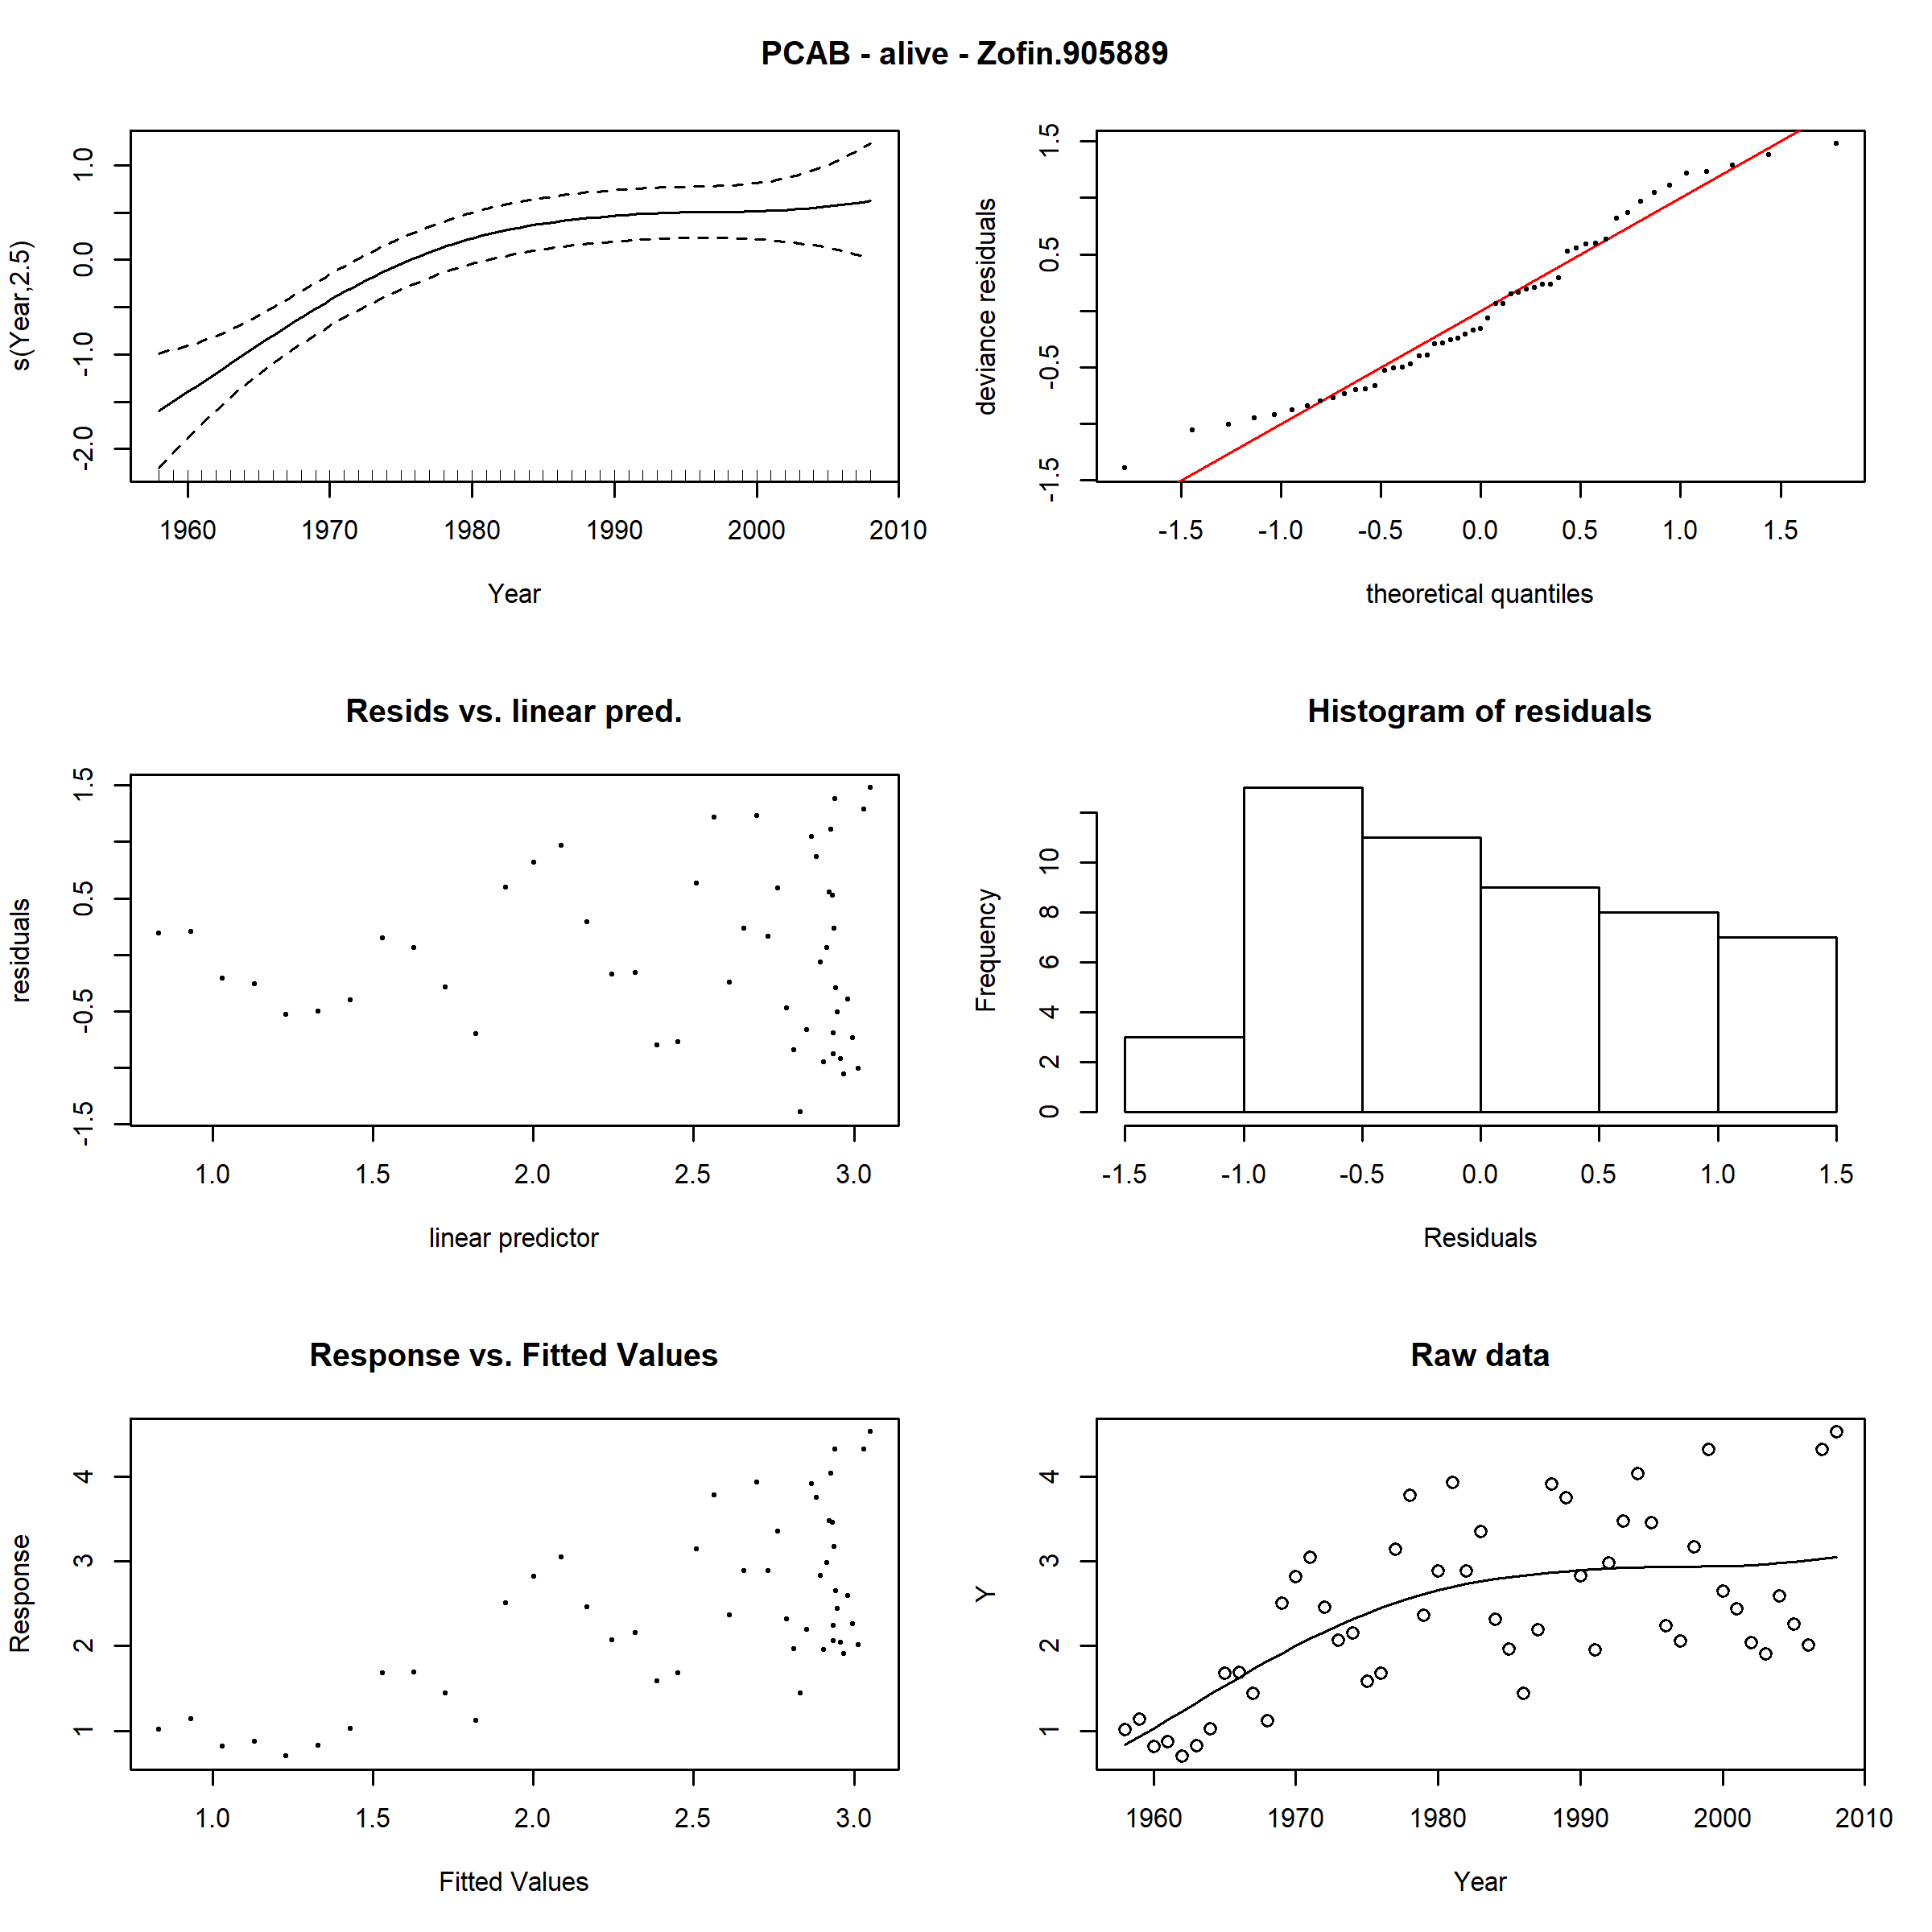 PCAB - alive - Zofin.905889
s(Year,2.5)
-2.0 -1.0 0.0 1.0
1960 1970 1980 1990 2000 2010
Year
deviance residuals
-1.5 -0.5 0.5 1.5
-1.5 -1.0 -0.5 0.0 0.5 1.0 1.5
theoretical quantiles
Resids vs. linear pred.
residuals
-1.5 -0.5 0.5 1.5
1.0 1.5 2.0 2.5 3.0
linear predictor
Histogram of residuals
Frequency
0 2 4 6 8 10
-1.5 -1.0 -0.5 0.0 0.5 1.0 1.5
Residuals
Response vs. Fitted Values
Response
1 2 3 4
1.0 1.5 2.0 2.5 3.0
Fitted Values
Raw data
Y
1 2 3 4
1960 1970 1980 1990 2000 2010
Year